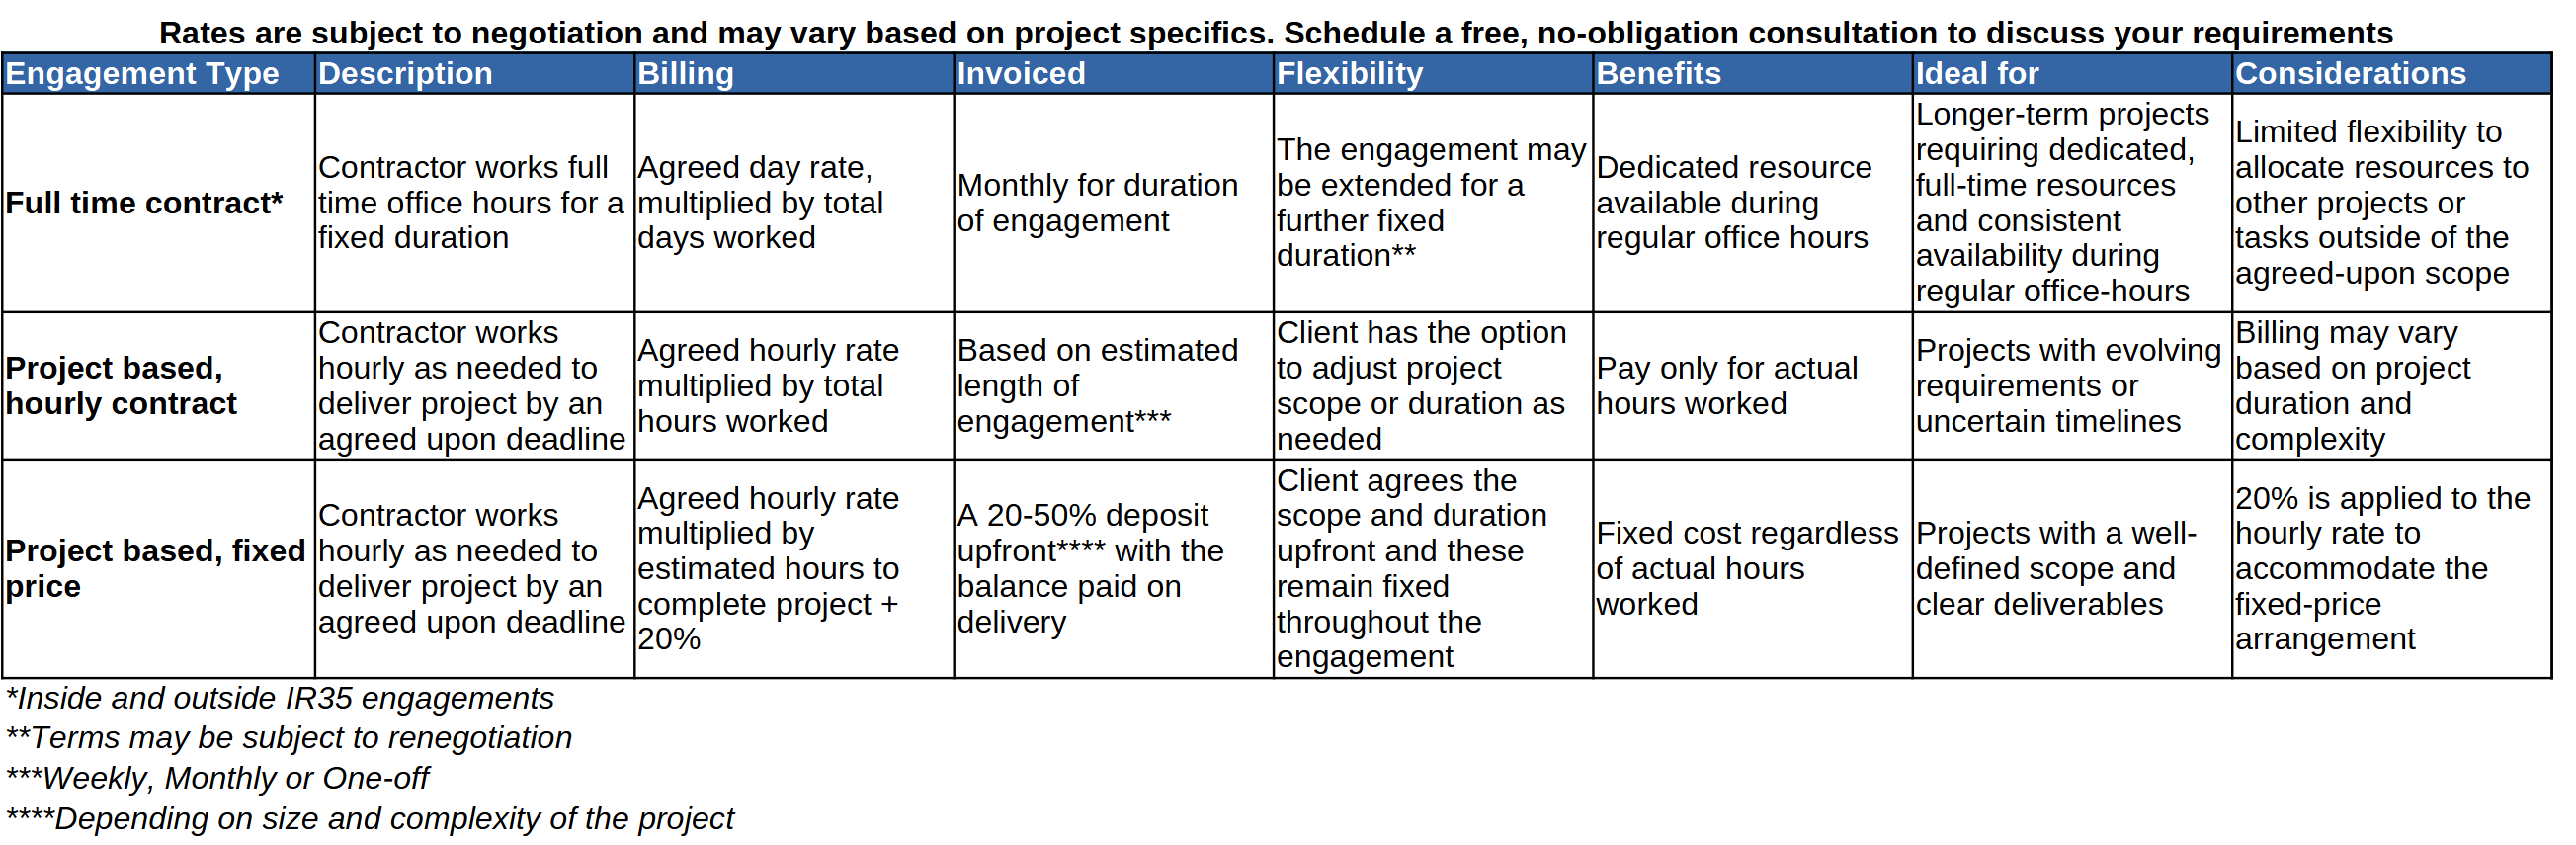 Rates are subject to negotiation and may vary based on project specifics. Schedule a free, no-obligation consultation to discuss your requirements
Engagement Type
Description
Billing
Invoiced
Flexibility
Benefits
Ideal for
Considerations
Full time contract*
Contractor works full
time office hours for a
fixed duration
Agreed day rate,
multiplied by total
days worked
Monthly for duration
of engagement
The engagement may
be extended for a
further fixed
duration**
Dedicated resource
available during
regular office hours
Longer-term projects
requiring dedicated,
full-time resources
and consistent
availability during
regular office-hours
Limited flexibility to
allocate resources to
other projects or
tasks outside of the
agreed-upon scope
Project based,
hourly contract
Contractor works
hourly as needed to
deliver project by an
agreed upon deadline
Agreed hourly rate
multiplied by total
hours worked
Based on estimated
length of
engagement***
Client has the option
to adjust project
scope or duration as
needed
Pay only for actual
hours worked
Projects with evolving
requirements or
uncertain timelines
Billing may vary
based on project
duration and
complexity
Project based, fixed
price
Contractor works
hourly as needed to
deliver project by an
agreed upon deadline
Agreed hourly rate
multiplied by
estimated hours to
complete project +
20%
A 20-50% deposit
upfront**** with the
balance paid on
delivery
Client agrees the
scope and duration
upfront and these
remain fixed
throughout the
engagement
Fixed cost regardless
of actual hours
worked
Projects with a well-
defined scope and
clear deliverables
20% is applied to the
hourly rate to
accommodate the
fixed-price
arrangement
*Inside and outside IR35 engagements
**Terms may be subject to renegotiation
***Weekly, Monthly or One-off
****Depending on size and complexity of the project